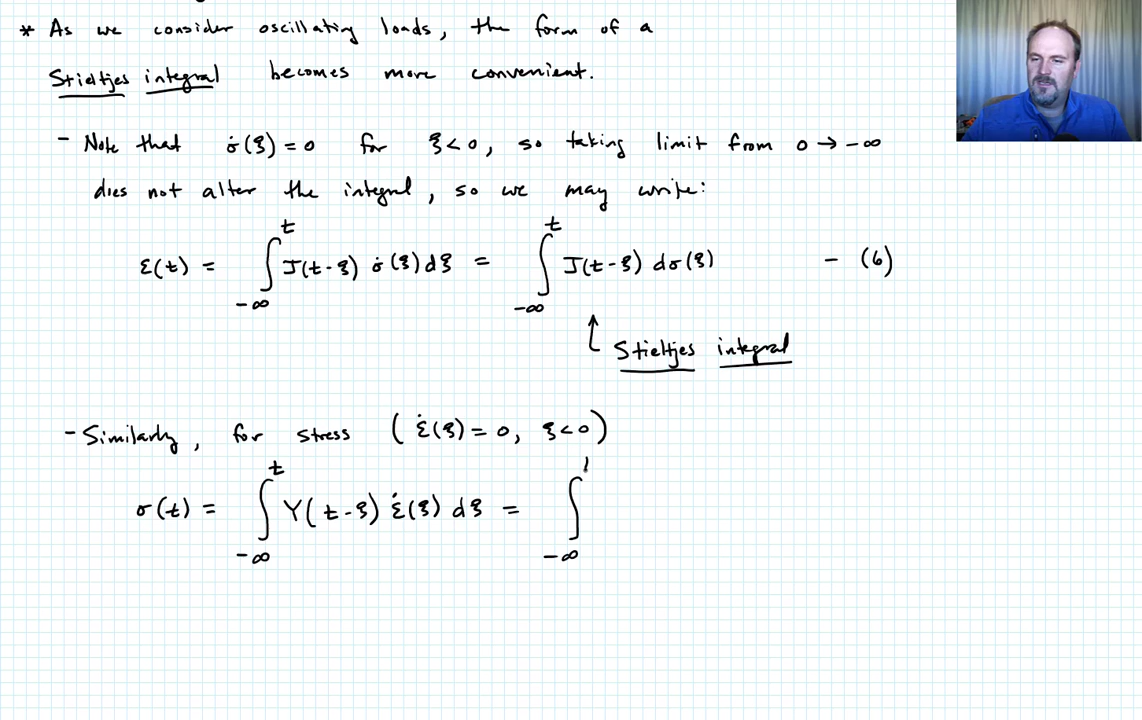 * As we consider oscillating loads, the form of a
Stieltjes integral becomes more convenient.
- Note that σ̇(ξ) = 0 for ξ < 0, so taking limit from 0 → -∞
does not alter the integral, so we may write:
ε(t) = ∫_{-∞}^{t} J(t-ξ) σ̇(ξ) dξ = ∫_{-∞}^{t} J(t-ξ) dσ(ξ) - (6)
Stieltjes integral
- Similarly, for stress (ε̇(ξ) = 0, ξ < 0)
σ(t) = ∫_{-∞}^{t} Y(t-ξ) ε̇(ξ) dξ = ∫_{-∞}